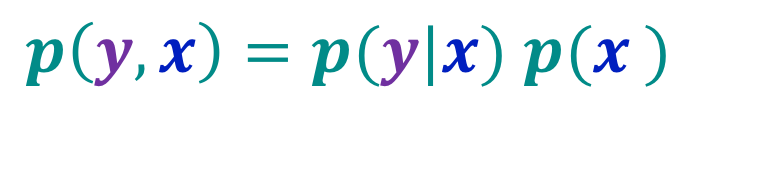 p(y, x) = p(y|x) p(x )